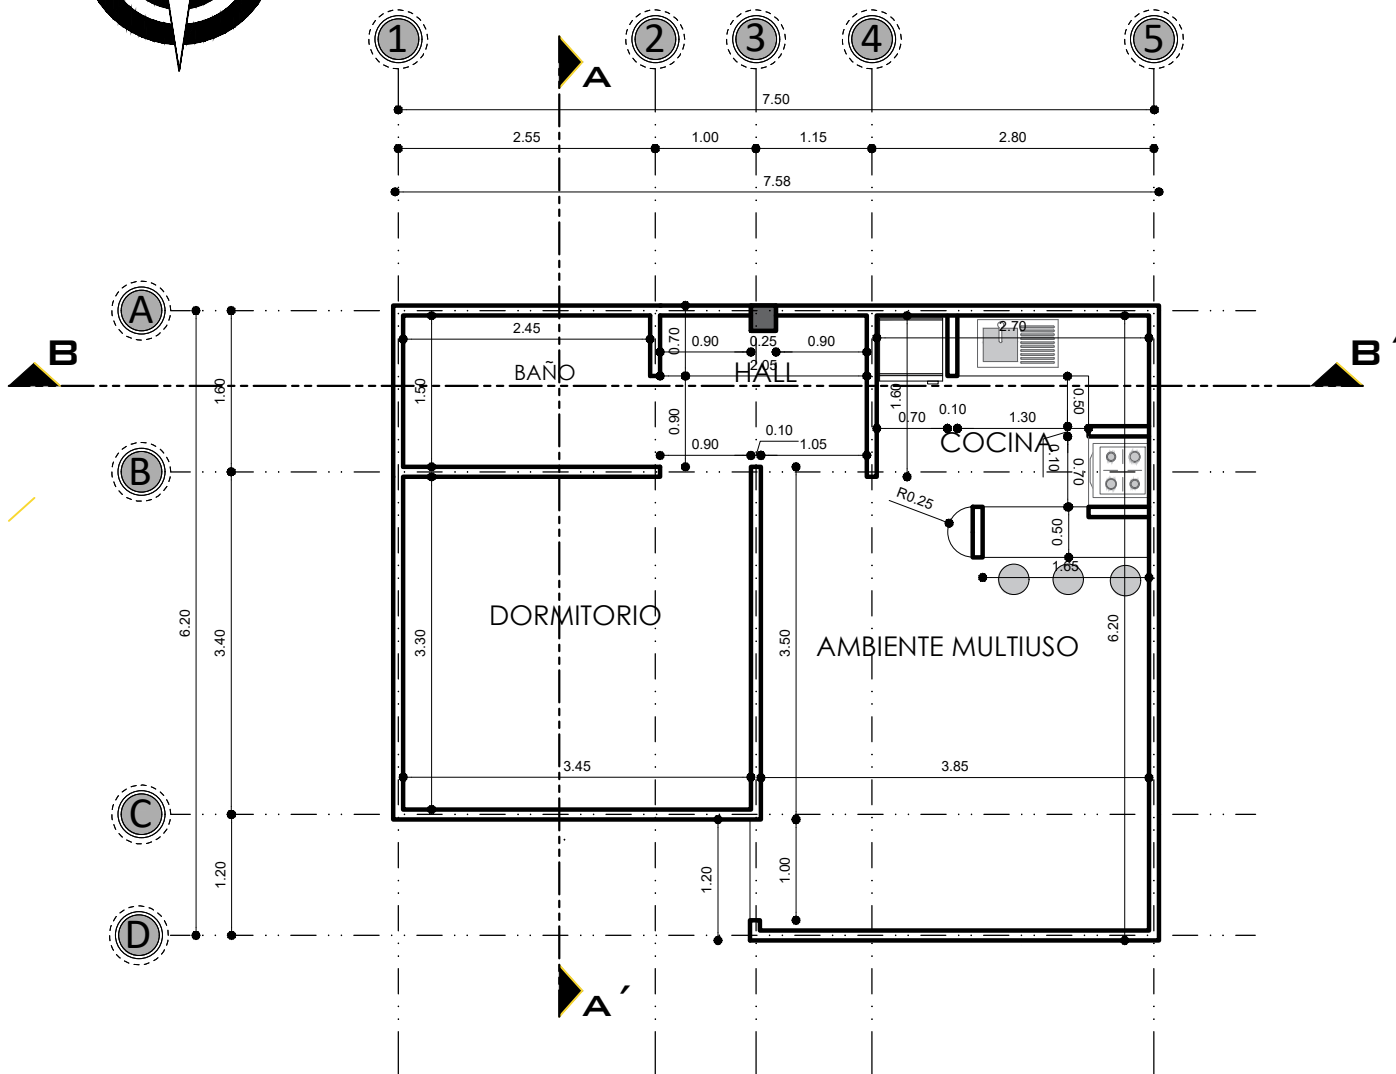 1 2 3 4 5
A
7.50
2.55 1.00 1.15 2.80
7.58
A
B
B´
2.45
0.70
0.90 0.25 0.90
2.70
BAÑO
2.05
HALL
1.60
1.50
1.60
0.50
0.70 0.10 1.30
0.90
0.90 0.10 1.05
COCINA
0.10
0.70
B
R0.25
0.50
1.65
DORMITORIO
6.20
3.40
3.30
3.50
6.20
AMBIENTE MULTIUSO
3.45
3.85
C
1.20
1.20
1.00
D
A´